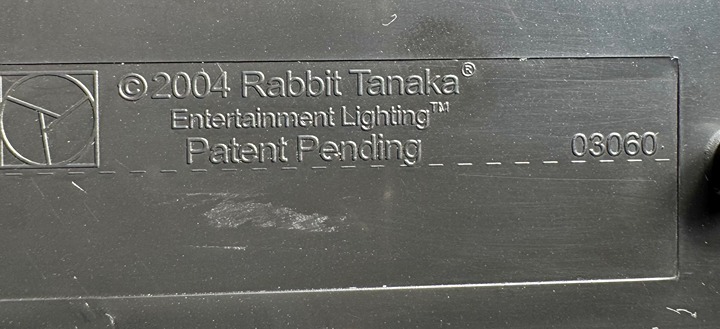 ©2004 Rabbit Tanaka®
Entertainment Lighting™
Patent Pending
03060